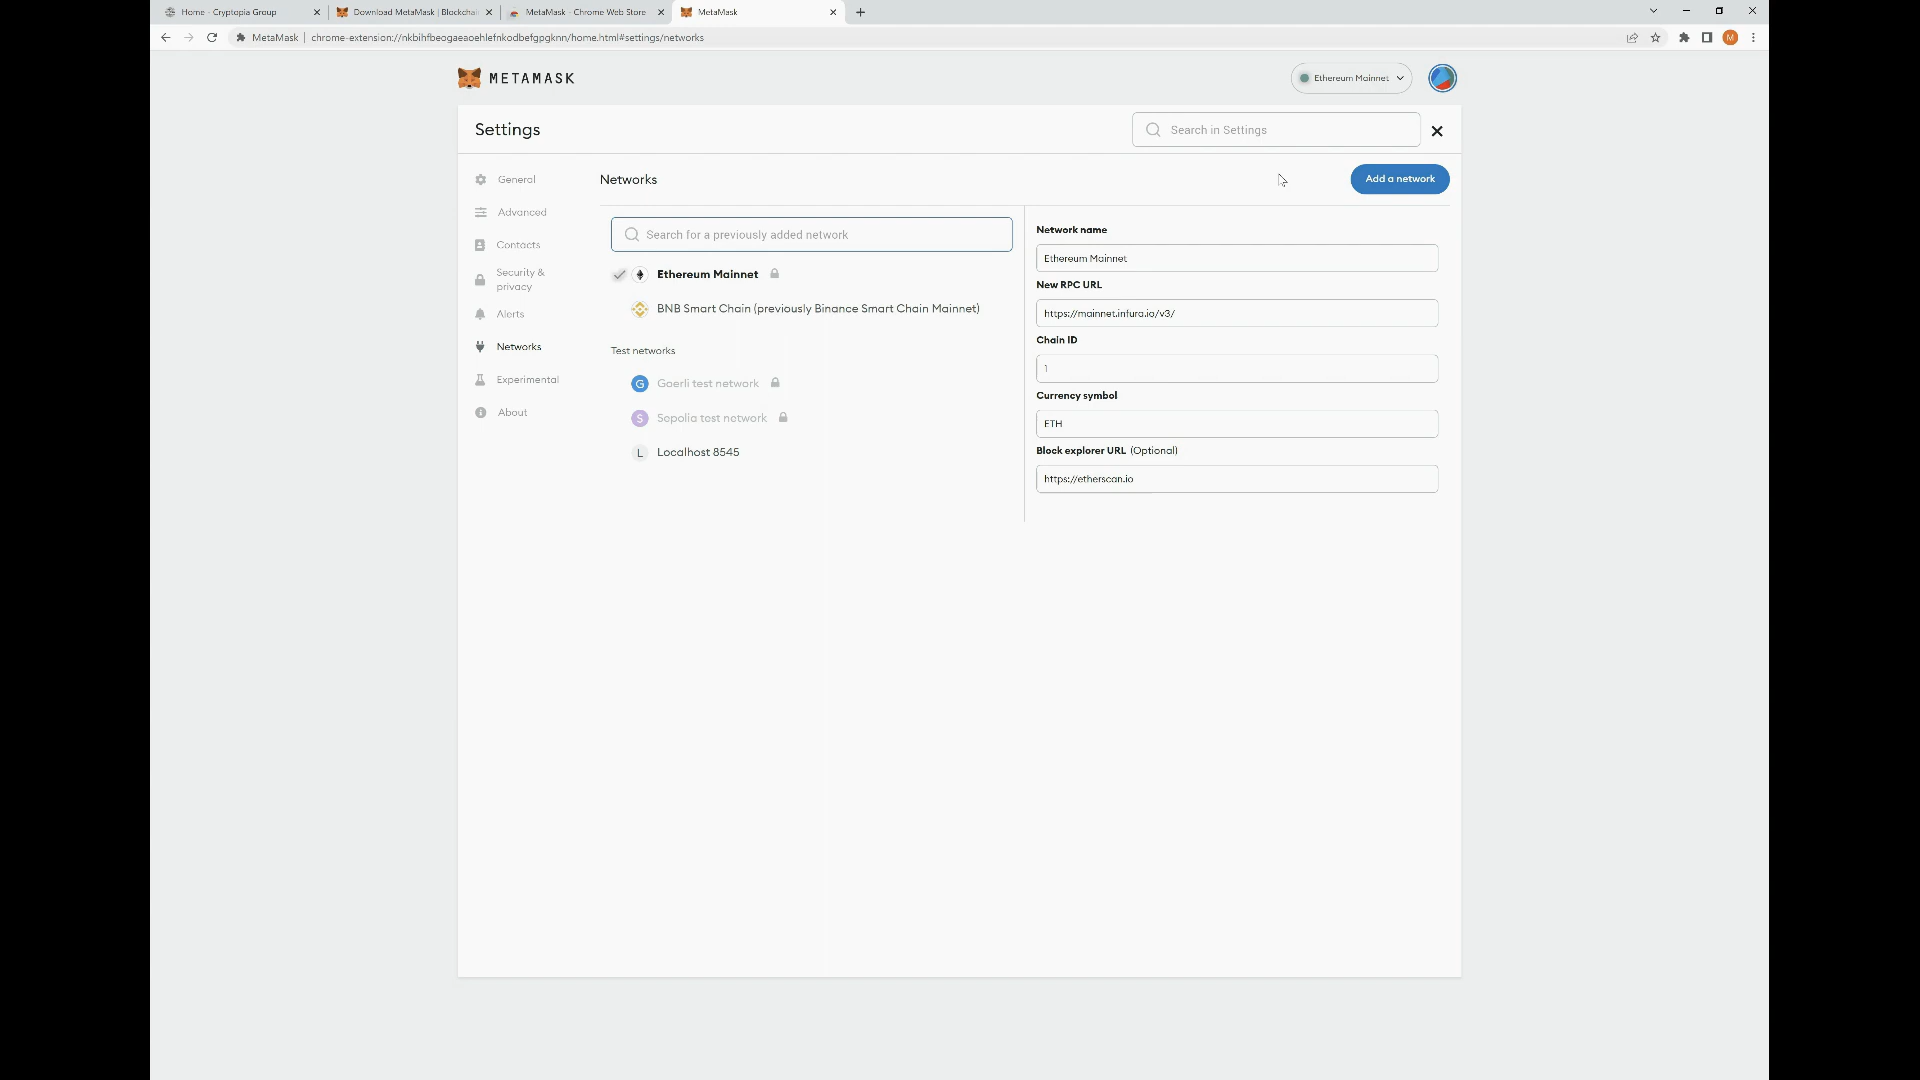 Home - Cryptopia Group
Download MetaMask | Blockchai
MetaMask - Chrome Web Store
MetaMask
MetaMask | chrome-extension://nkbihfbeogaeaoehlefnkodbefgpgknn/home.html#settings/networks
M
METAMASK
Ethereum Mainnet
Settings
Search in Settings
General
Advanced
Contacts
Security &
privacy
Alerts
Networks
Experimental
About
Networks
Add a network
Search for a previously added network
Ethereum Mainnet
BNB Smart Chain (previously Binance Smart Chain Mainnet)
Test networks
G Goerli test network
S Sepolia test network
L Localhost 8545
Network name
Ethereum Mainnet
New RPC URL
https://mainnet.infura.io/v3/
Chain ID
1
Currency symbol
ETH
Block explorer URL (Optional)
https://etherscan.io